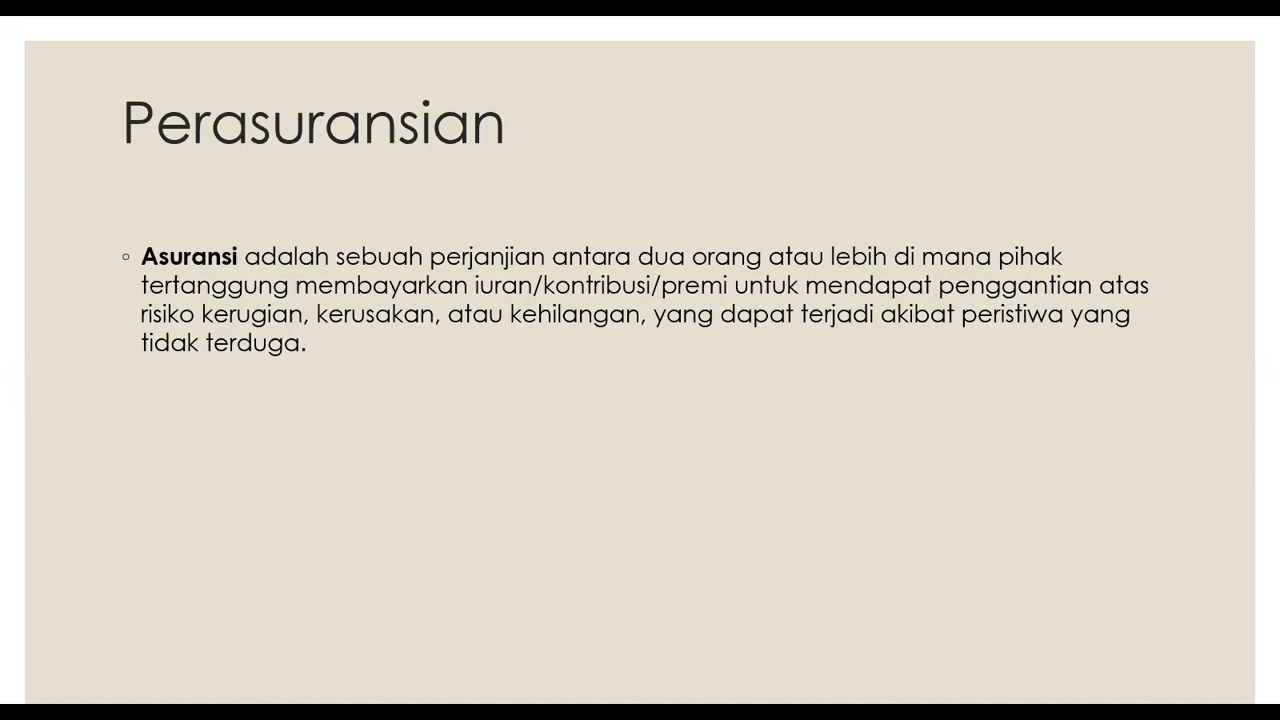 Perasuransian
◦ Asuransi adalah sebuah perjanjian antara dua orang atau lebih di mana pihak
tertanggung membayarkan iuran/kontribusi/premi untuk mendapat penggantian atas
risiko kerugian, kerusakan, atau kehilangan, yang dapat terjadi akibat peristiwa yang
tidak terduga.